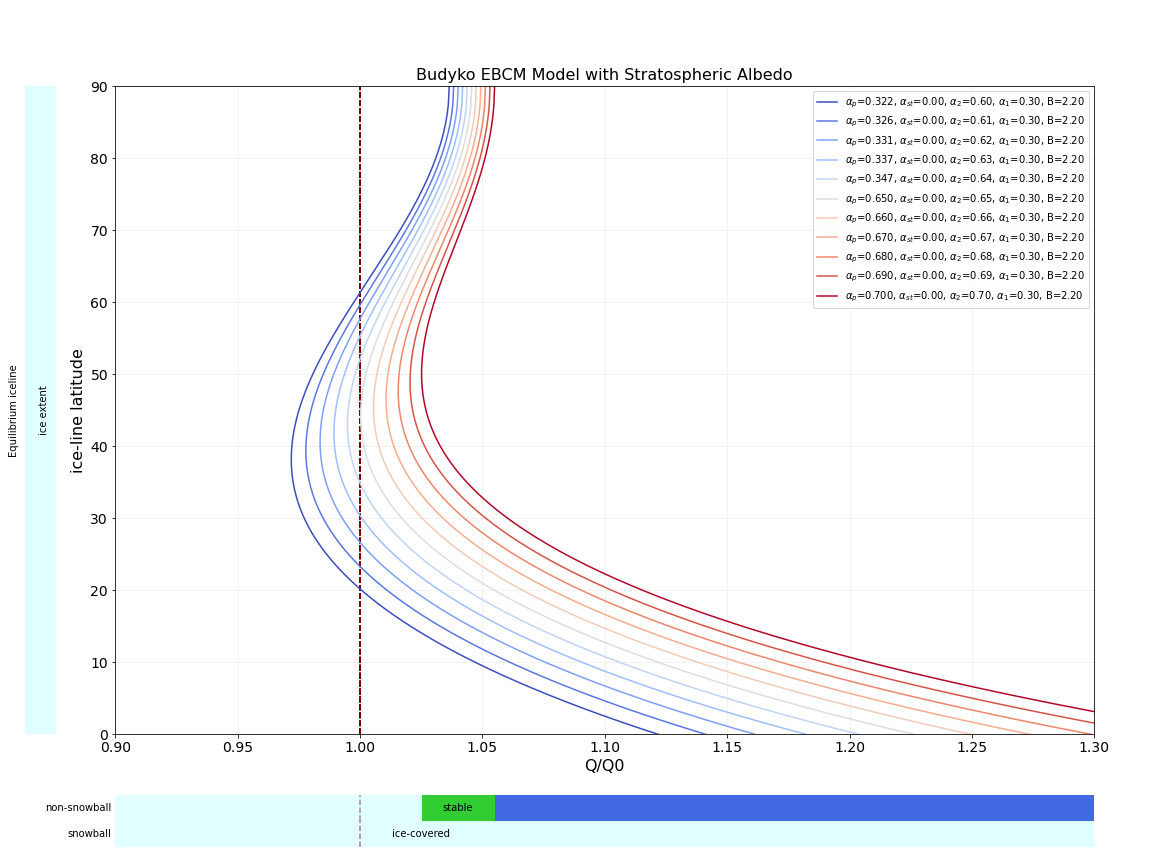 Budyko EBCM Model with Stratospheric Albedo
90
80
70
60
50
40
30
20
10
0
ice-line latitude
Equilibrium iceline
ice extent
αp=0.322, αst=0.00, α2=0.60, α1=0.30, B=2.20
αp=0.326, αst=0.00, α2=0.61, α1=0.30, B=2.20
αp=0.331, αst=0.00, α2=0.62, α1=0.30, B=2.20
αp=0.337, αst=0.00, α2=0.63, α1=0.30, B=2.20
αp=0.347, αst=0.00, α2=0.64, α1=0.30, B=2.20
αp=0.650, αst=0.00, α2=0.65, α1=0.30, B=2.20
αp=0.660, αst=0.00, α2=0.66, α1=0.30, B=2.20
αp=0.670, αst=0.00, α2=0.67, α1=0.30, B=2.20
αp=0.680, αst=0.00, α2=0.68, α1=0.30, B=2.20
αp=0.690, αst=0.00, α2=0.69, α1=0.30, B=2.20
αp=0.700, αst=0.00, α2=0.70, α1=0.30, B=2.20
0.90 0.95 1.00 1.05 1.10 1.15 1.20 1.25 1.30
Q/Q0
non-snowball stable
snowball ice-covered